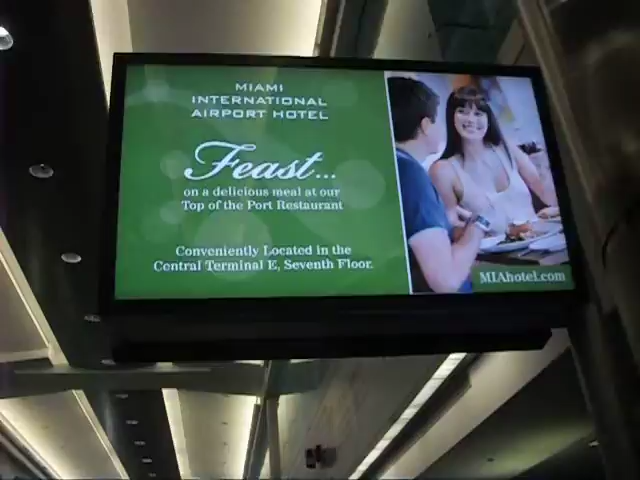 MIAMI
INTERNATIONAL
AIRPORT HOTEL
Feast...
on a delicious meal at our
Top of the Port Restaurant
Conveniently Located in the
Central Terminal E, Seventh Floor.
MIAhotel.com